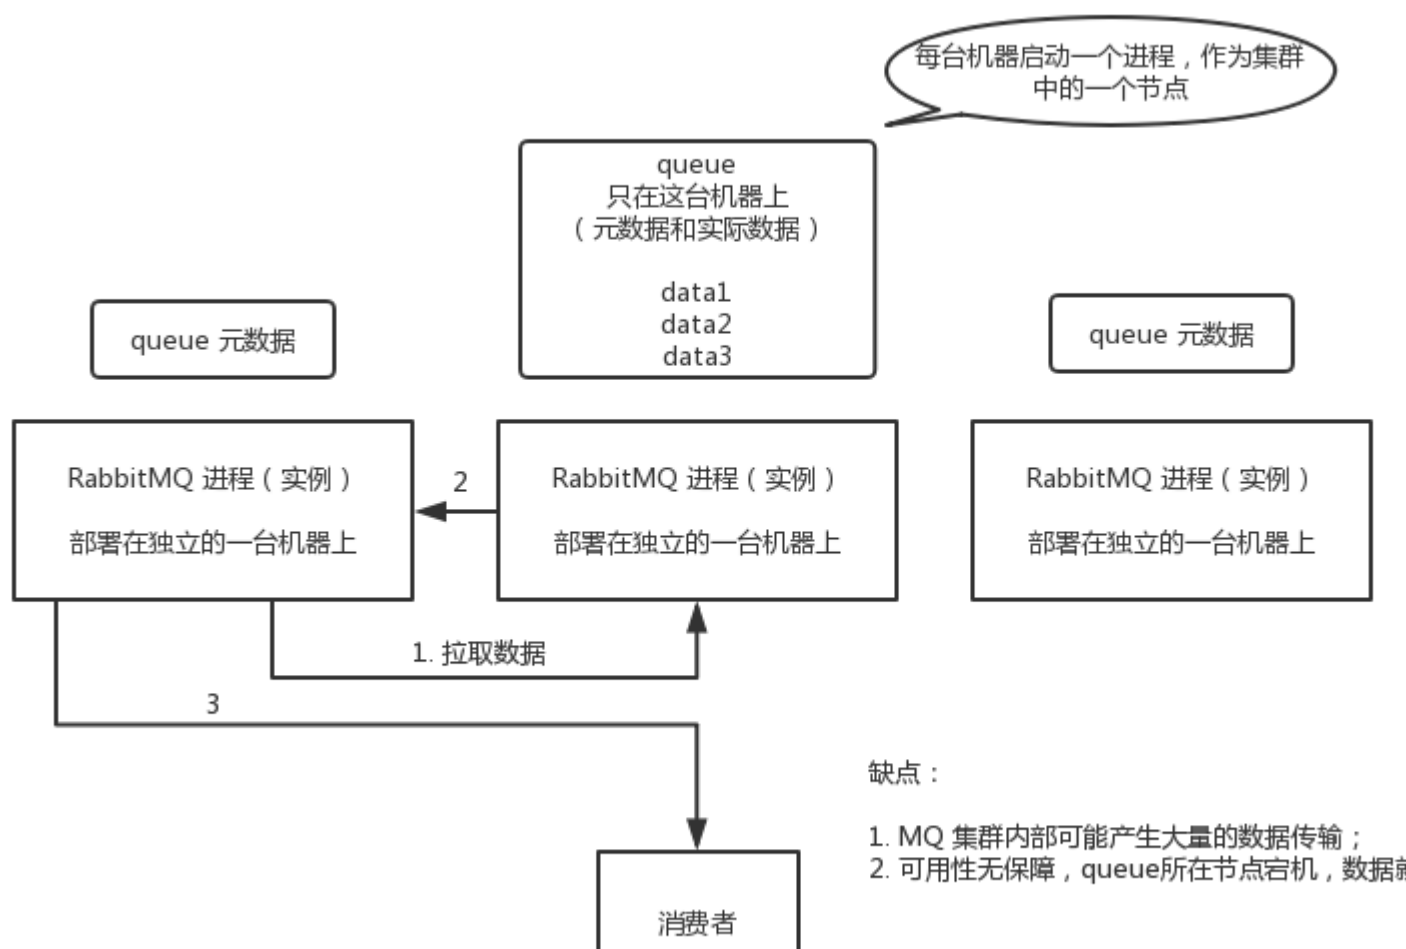 每台机器启动一个进程，作为集群
中的一个节点
queue
只在这台机器上
（元数据和实际数据）
data1
data2
data3
queue 元数据
queue 元数据
RabbitMQ 进程（实例）
部署在独立的一台机器上
2
RabbitMQ 进程（实例）
部署在独立的一台机器上
RabbitMQ 进程（实例）
部署在独立的一台机器上
1. 拉取数据
3
缺点：
1. MQ 集群内部可能产生大量的数据传输；
2. 可用性无保障，queue所在节点宕机，数据
消费者